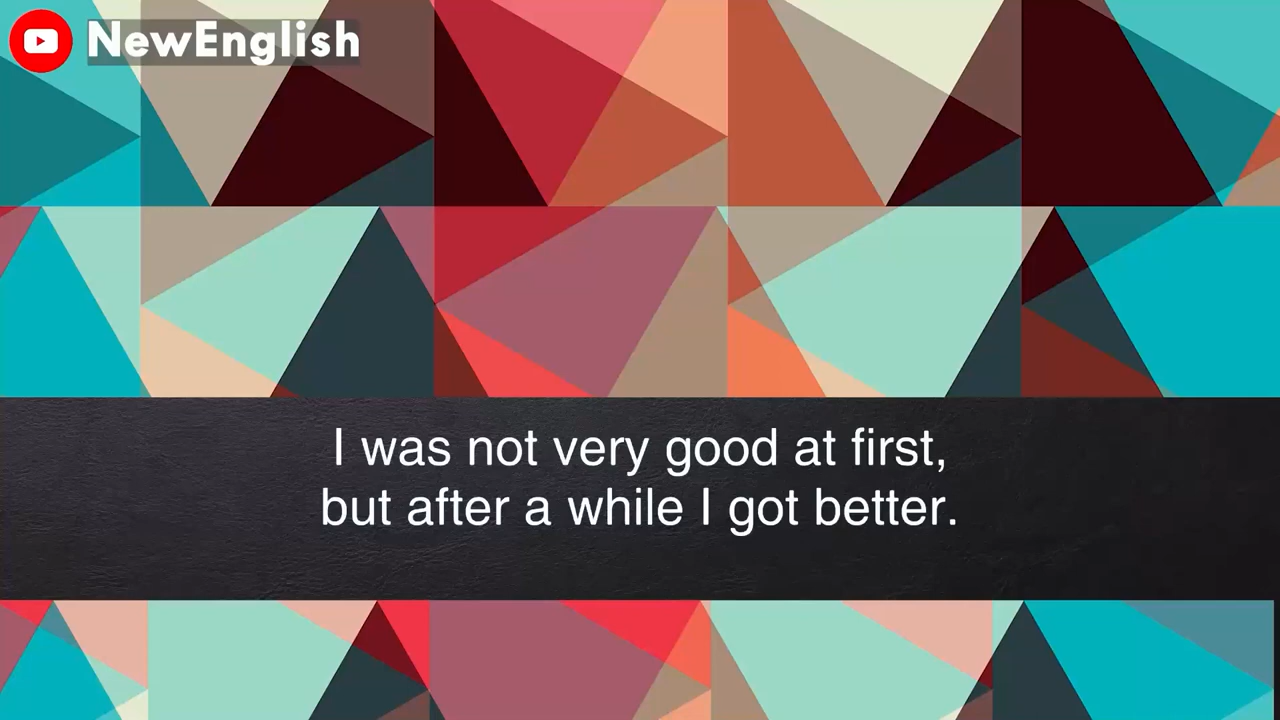 NewEnglish
I was not very good at first,
but after a while I got better.